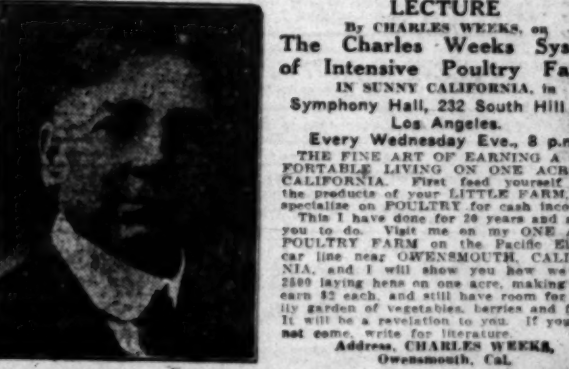 LECTURE
By CHARLES WEEKS, on
The Charles Weeks Sys
of Intensive Poultry Fa
IN SUNNY CALIFORNIA, in
Symphony Hall, 232 South Hill
Los Angeles.
Every Wednesday Eve., 8 p.m
THE FINE ART OF EARNING A
FORTABLE LIVING ON ONE ACR
CALIFORNIA. First feed yourself
the products of your LITTLE FARM,
specialize on POULTRY for cash inco
This I have done for 20 years and
you to do. Visit me on my ONE A
POULTRY FARM on the Pacific El
car line near OWENSMOUTH, CALI
NIA, and I will show you how we
2500 laying hens on one acre, making
earn $2 each, and still have room for
ily garden of vegetables, berries and f
It will be a revelation to you. If you
not come, write for literature.
Address, CHARLES WEEKS,
Owensmouth, Cal.